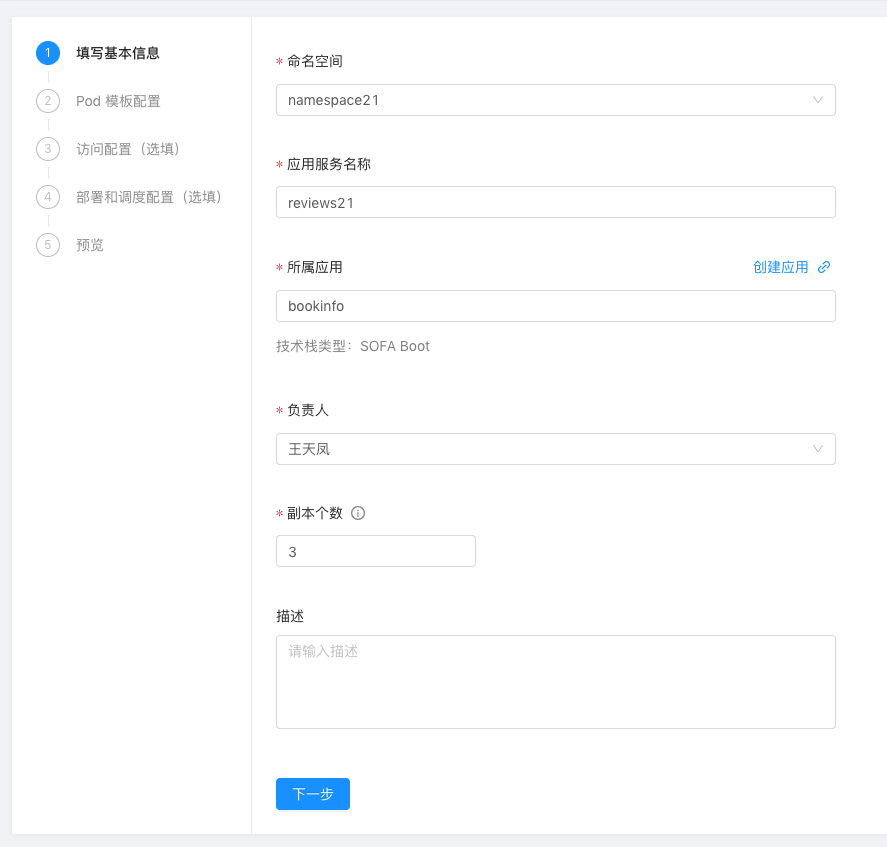 1 填写基本信息
2 Pod 模板配置
3 访问配置（选填）
4 部署和调度配置（选填）
5 预览
* 命名空间
namespace21
* 应用服务名称
reviews21
* 所属应用 创建应用
bookinfo
技术栈类型：SOFA Boot
* 负责人
王天凤
* 副本个数
3
描述
请输入描述
下一步